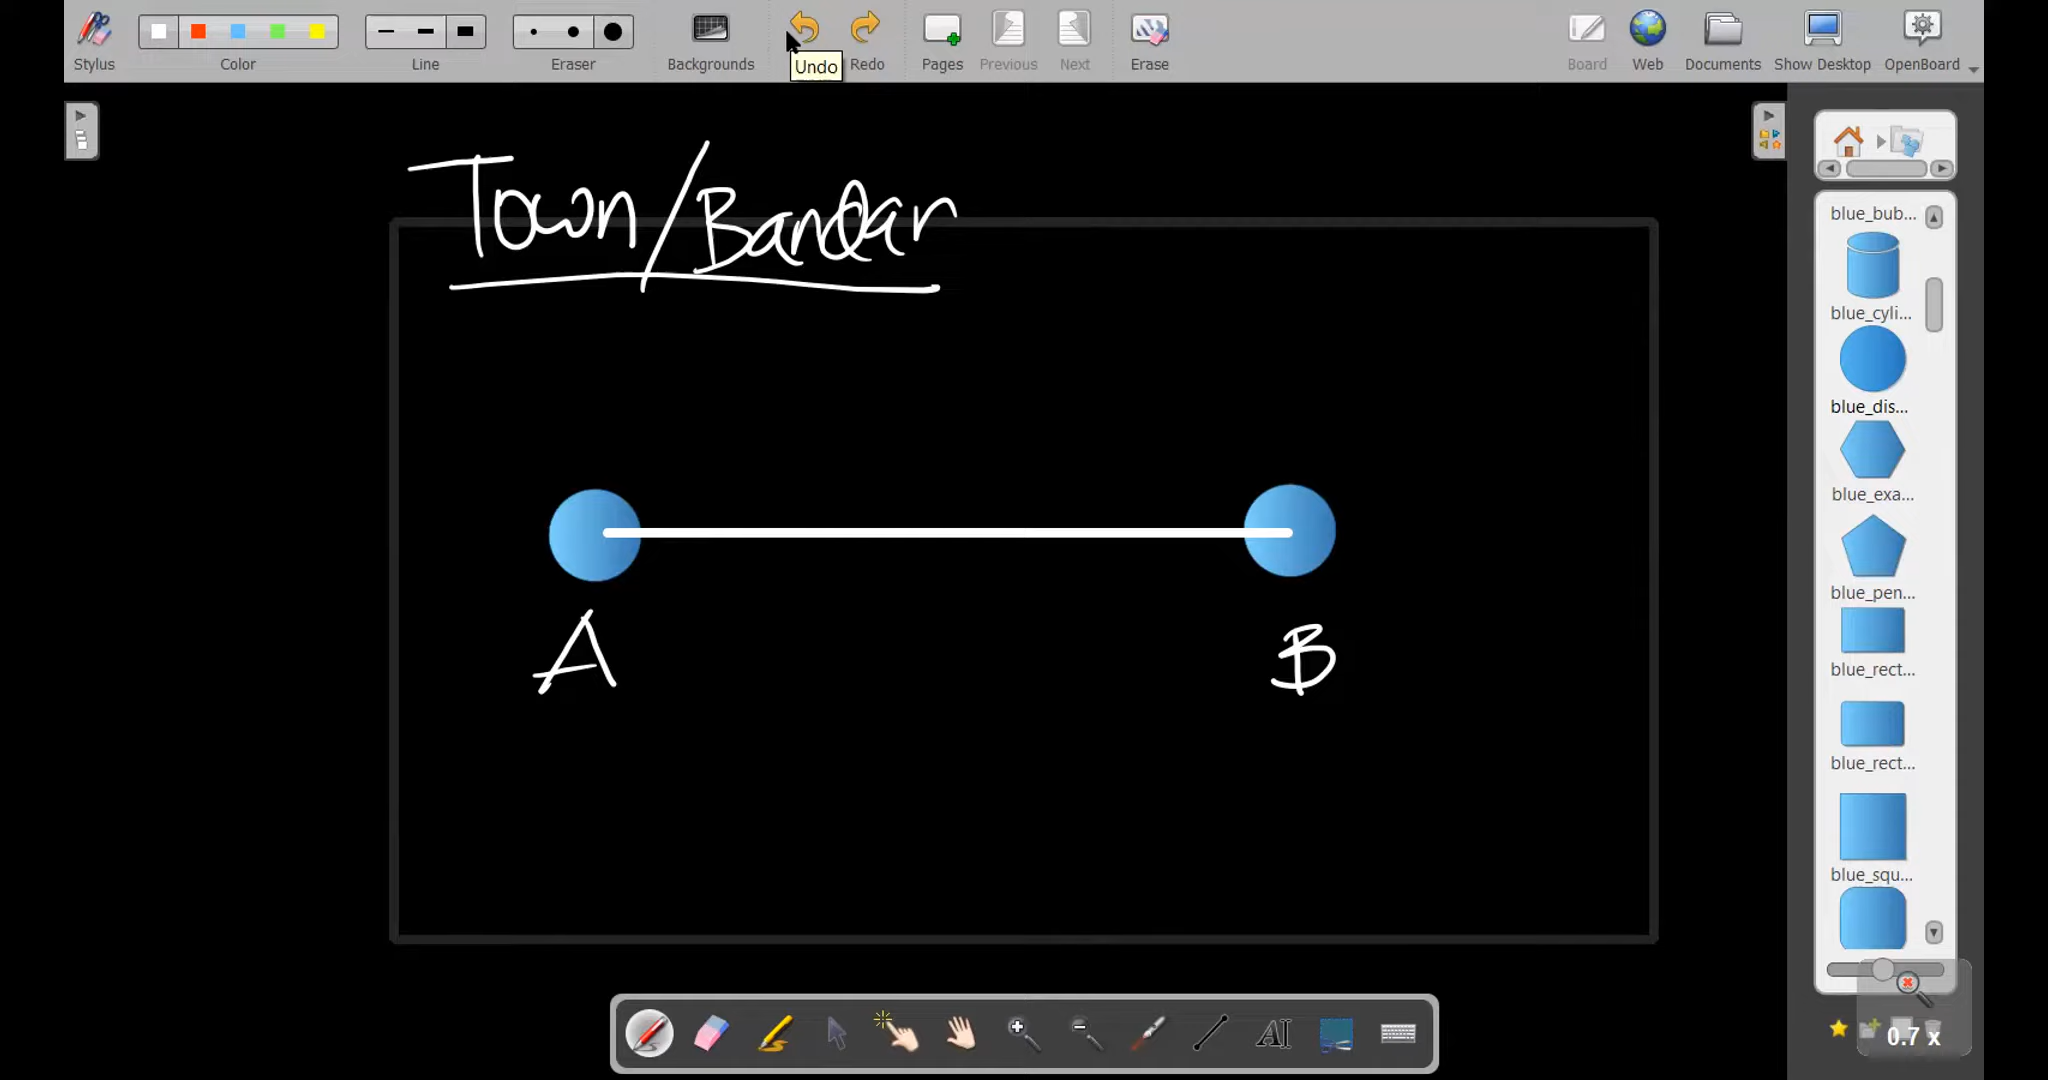 Stylus
Color
Line
Eraser
Backgrounds
Undo
Redo
Pages
Previous
Next
Erase
Board
Web
Documents
Show Desktop
OpenBoard
Town/Bandar
A
B
blue_bub...
blue_cyli...
blue_dis...
blue_exa...
blue_pen...
blue_rect...
blue_rect...
blue_squ...
AI
0.7 x